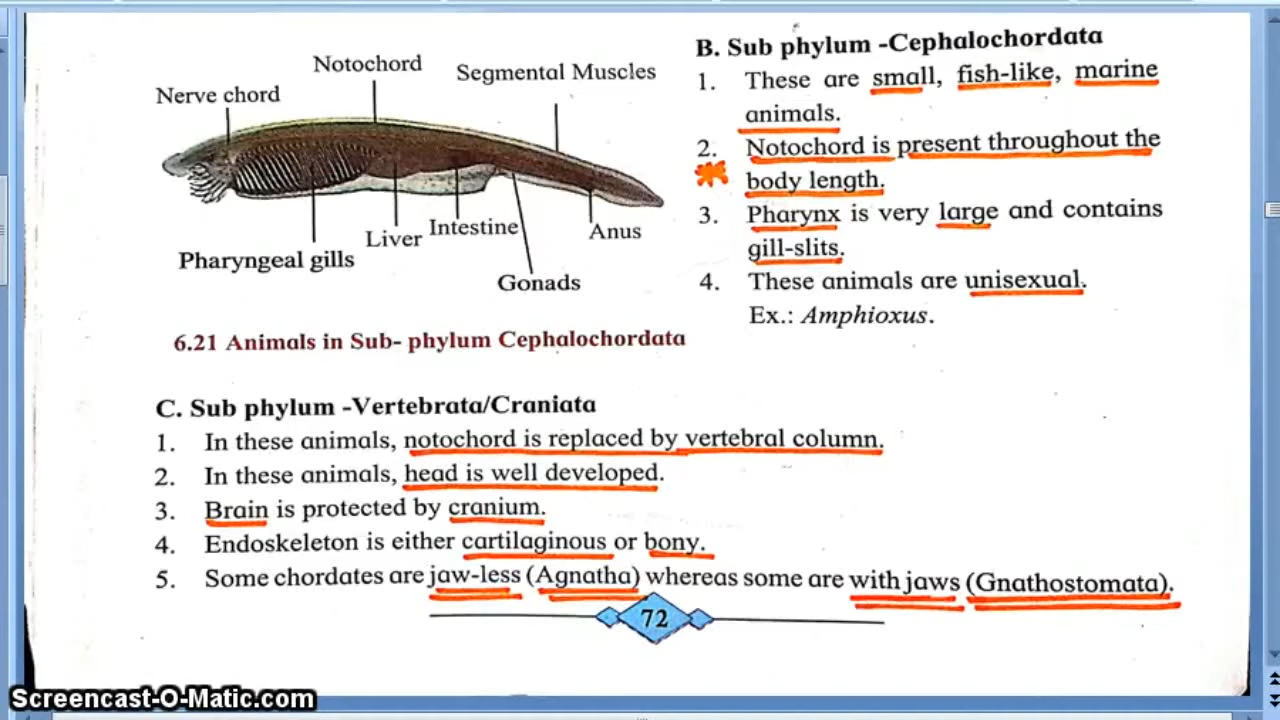 Notochord
Segmental Muscles
Nerve chord
Liver
Intestine
Anus
Pharyngeal gills
Gonads
6.21 Animals in Sub- phylum Cephalochordata
B. Sub phylum -Cephalochordata
1. These are small, fish-like, marine
animals.
2. Notochord is present throughout the
body length.
3. Pharynx is very large and contains
gill-slits.
4. These animals are unisexual.
Ex.: Amphioxus.
C. Sub phylum -Vertebrata/Craniata
1. In these animals, notochord is replaced by vertebral column.
2. In these animals, head is well developed.
3. Brain is protected by cranium.
4. Endoskeleton is either cartilaginous or bony.
5. Some chordates are jaw-less (Agnatha) whereas some are with jaws (Gnathostomata).
72
Screencast-O-Matic.com